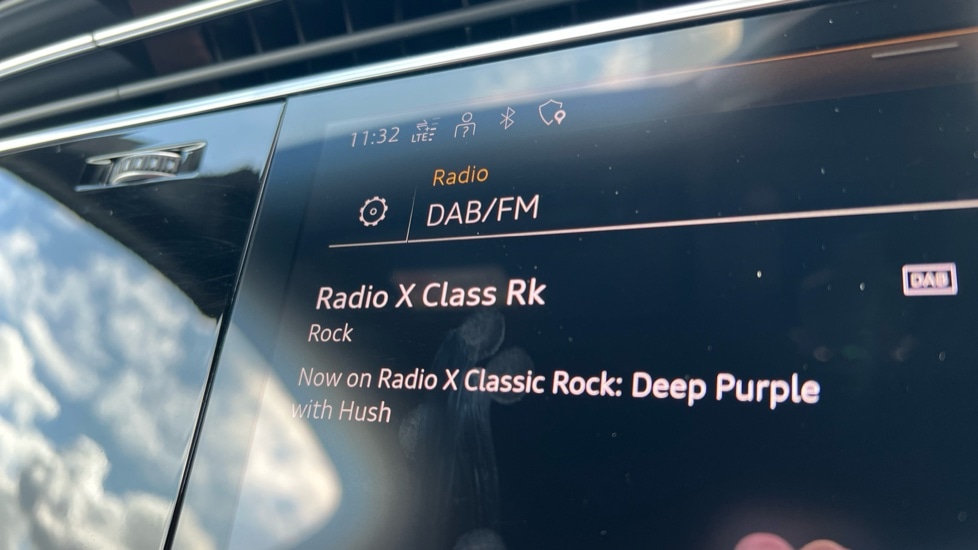 11:32 LTE ?
Radio
DAB/FM
Radio X Class Rk
DAB
Rock
Now on Radio X Classic Rock: Deep Purple
with Hush